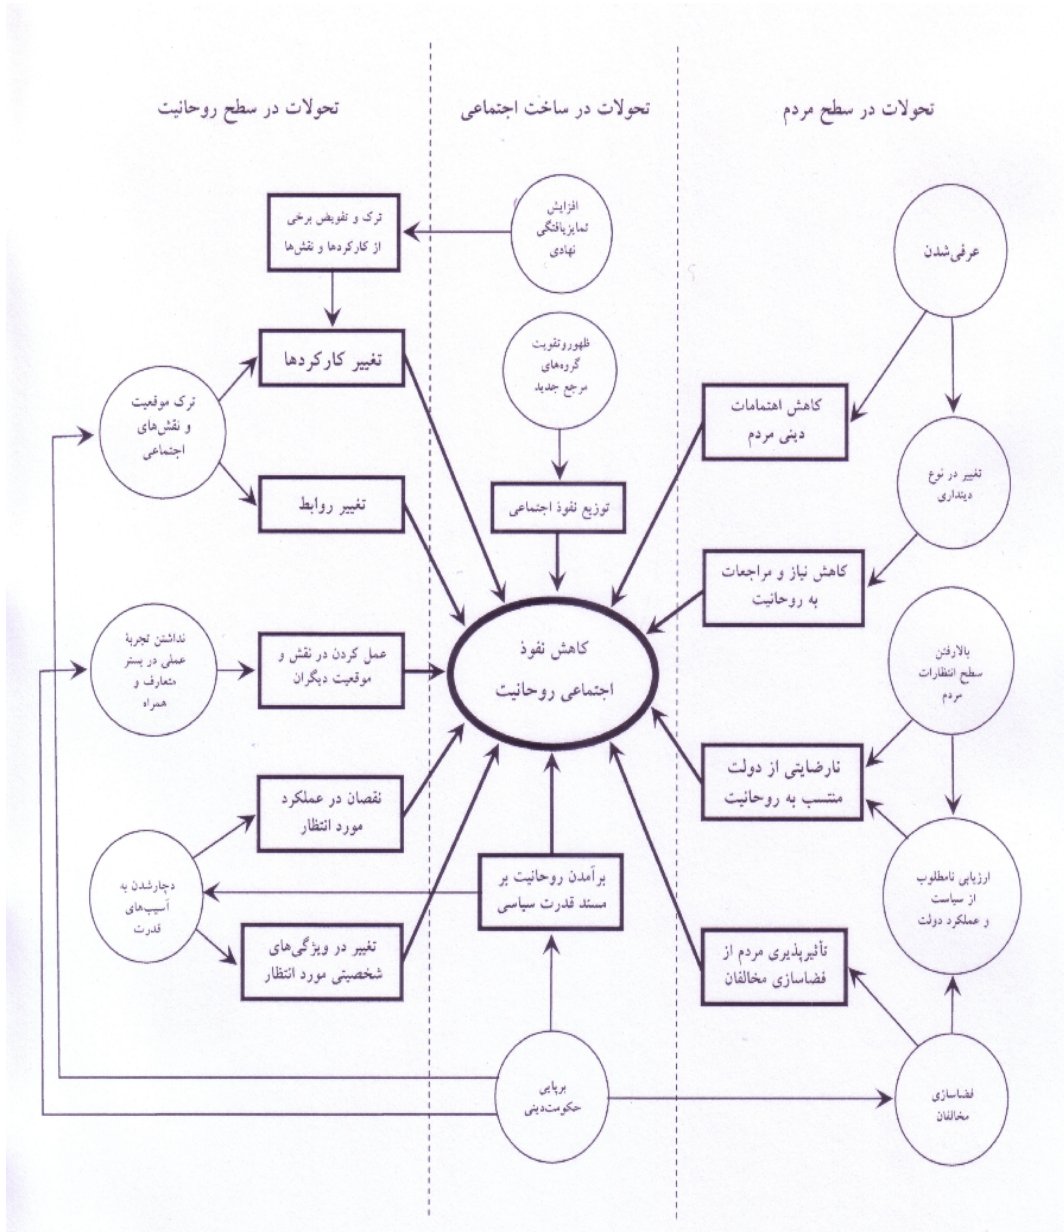 تحولات در سطح مردم
تحولات در ساخت اجتماعی
تحولات در سطح روحانیت
عرفی‌شدن
کاهش اهتمامات
دینی مردم
تغییر در نوع
دینداری
کاهش نیاز و مراجعات
به روحانیت
بالارفتن
سطح انتظارات
مردم
نارضایتی از دولت
منتسب به روحانیت
ارزیابی نامطلوب
از سیاست
و عملکرد دولت
تأثیرپذیری مردم از
فضاسازی مخالفان
فضاسازی
مخالفان
افزایش
تمایزیافتگی
نهادی
ظهوروتقویت
گروه‌های
مرجع جدید
توزیع نفوذ اجتماعی
کاهش نفوذ
اجتماعی روحانیت
برآمدن روحانیت بر
مسند قدرت سیاسی
برپایی
حکومت‌دینی
ترک و تفویض برخی
از کارکردها و نقش‌ها
تغییر کارکردها
ترک موقعیت
و نقش‌های
اجتماعی
تغییر روابط
عمل کردن در نقش و
موقعیت دیگران
نداشتن تجربهٔ
عملی در بستر
متعارف و
همراه
نقصان در عملکرد
مورد انتظار
دچارشدن به
آسیب‌های
قدرت
تغییر در ویژگی‌های
شخصیتی مورد انتظار